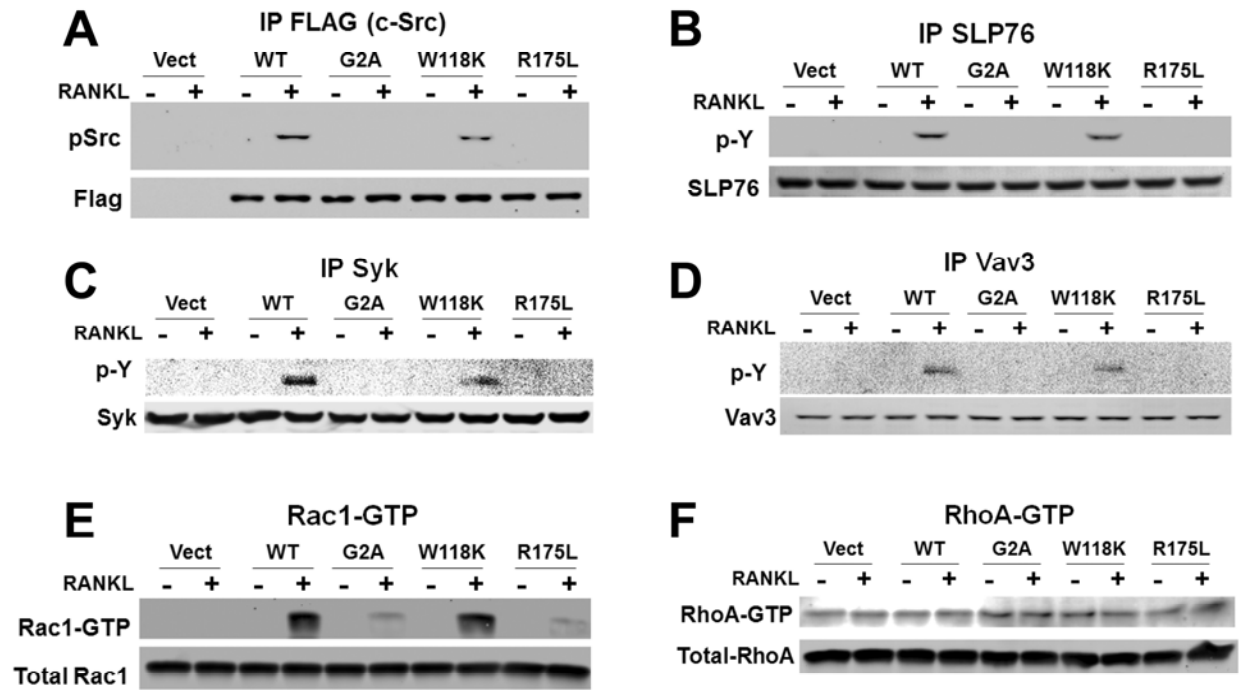 A
IP FLAG (c-Src)
Vect WT G2A W118K R175L
RANKL - + - + - + - + - +
pSrc
Flag
B
IP SLP76
Vect WT G2A W118K R175L
RANKL - + - + - + - + - +
p-Y
SLP76
C
IP Syk
Vect WT G2A W118K R175L
RANKL - + - + - + - + - +
p-Y
Syk
D
IP Vav3
Vect WT G2A W118K R175L
RANKL - + - + - + - + - +
p-Y
Vav3
E
Rac1-GTP
Vect WT G2A W118K R175L
RANKL - + - + - + - + - +
Rac1-GTP
Total Rac1
F
RhoA-GTP
Vect WT G2A W118K R175L
RANKL - + - + - + - + - +
RhoA-GTP
Total-RhoA